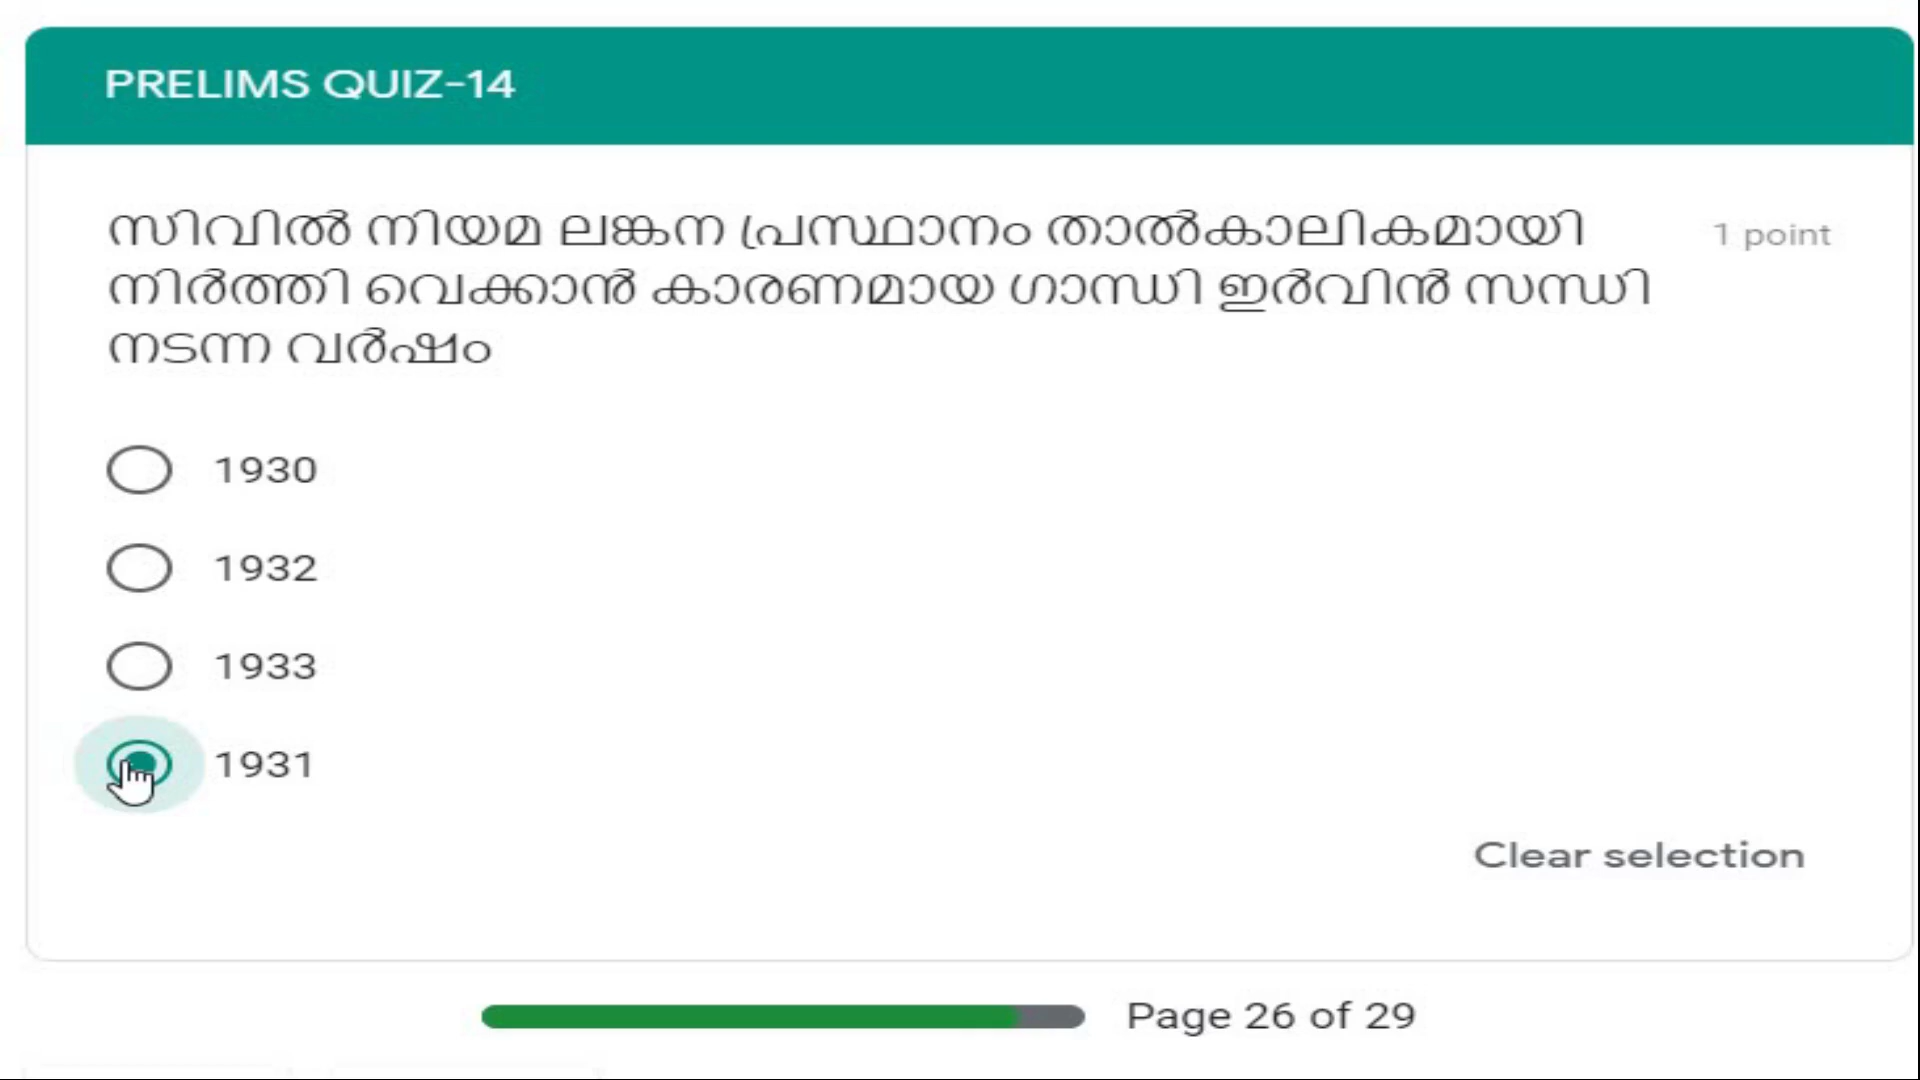 PRELIMS QUIZ-14
സിവിൽ നിയമ ലങ്കന പ്രസ്ഥാനം താൽകാലികമായി
1 point
നിർത്തി വെക്കാൻ കാരണമായ ഗാന്ധി ഇർവിൻ സന്ധി
നടന്ന വർഷം
1930
1932
1933
1931
Clear selection
Page 26 of 29